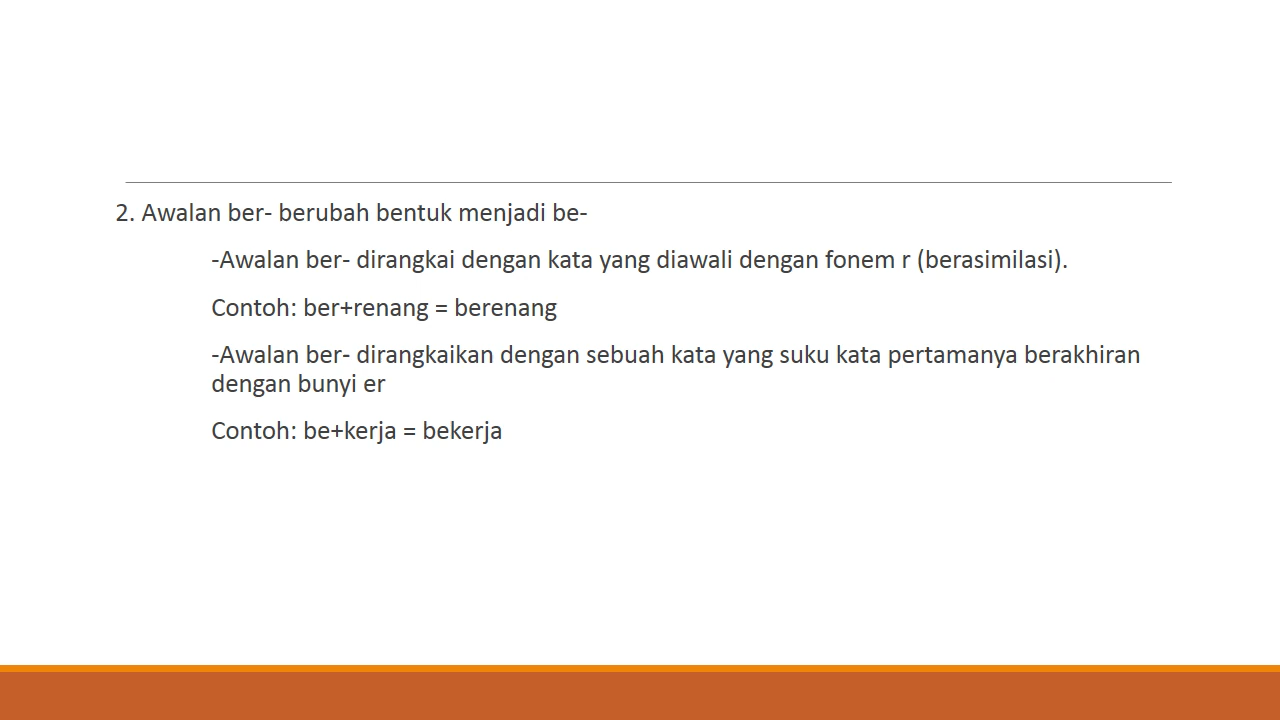 2. Awalan ber- berubah bentuk menjadi be-
-Awalan ber- dirangkai dengan kata yang diawali dengan fonem r (berasimilasi).
Contoh: ber+renang = berenang
-Awalan ber- dirangkaikan dengan sebuah kata yang suku kata pertamanya berakhiran
dengan bunyi er
Contoh: be+kerja = bekerja